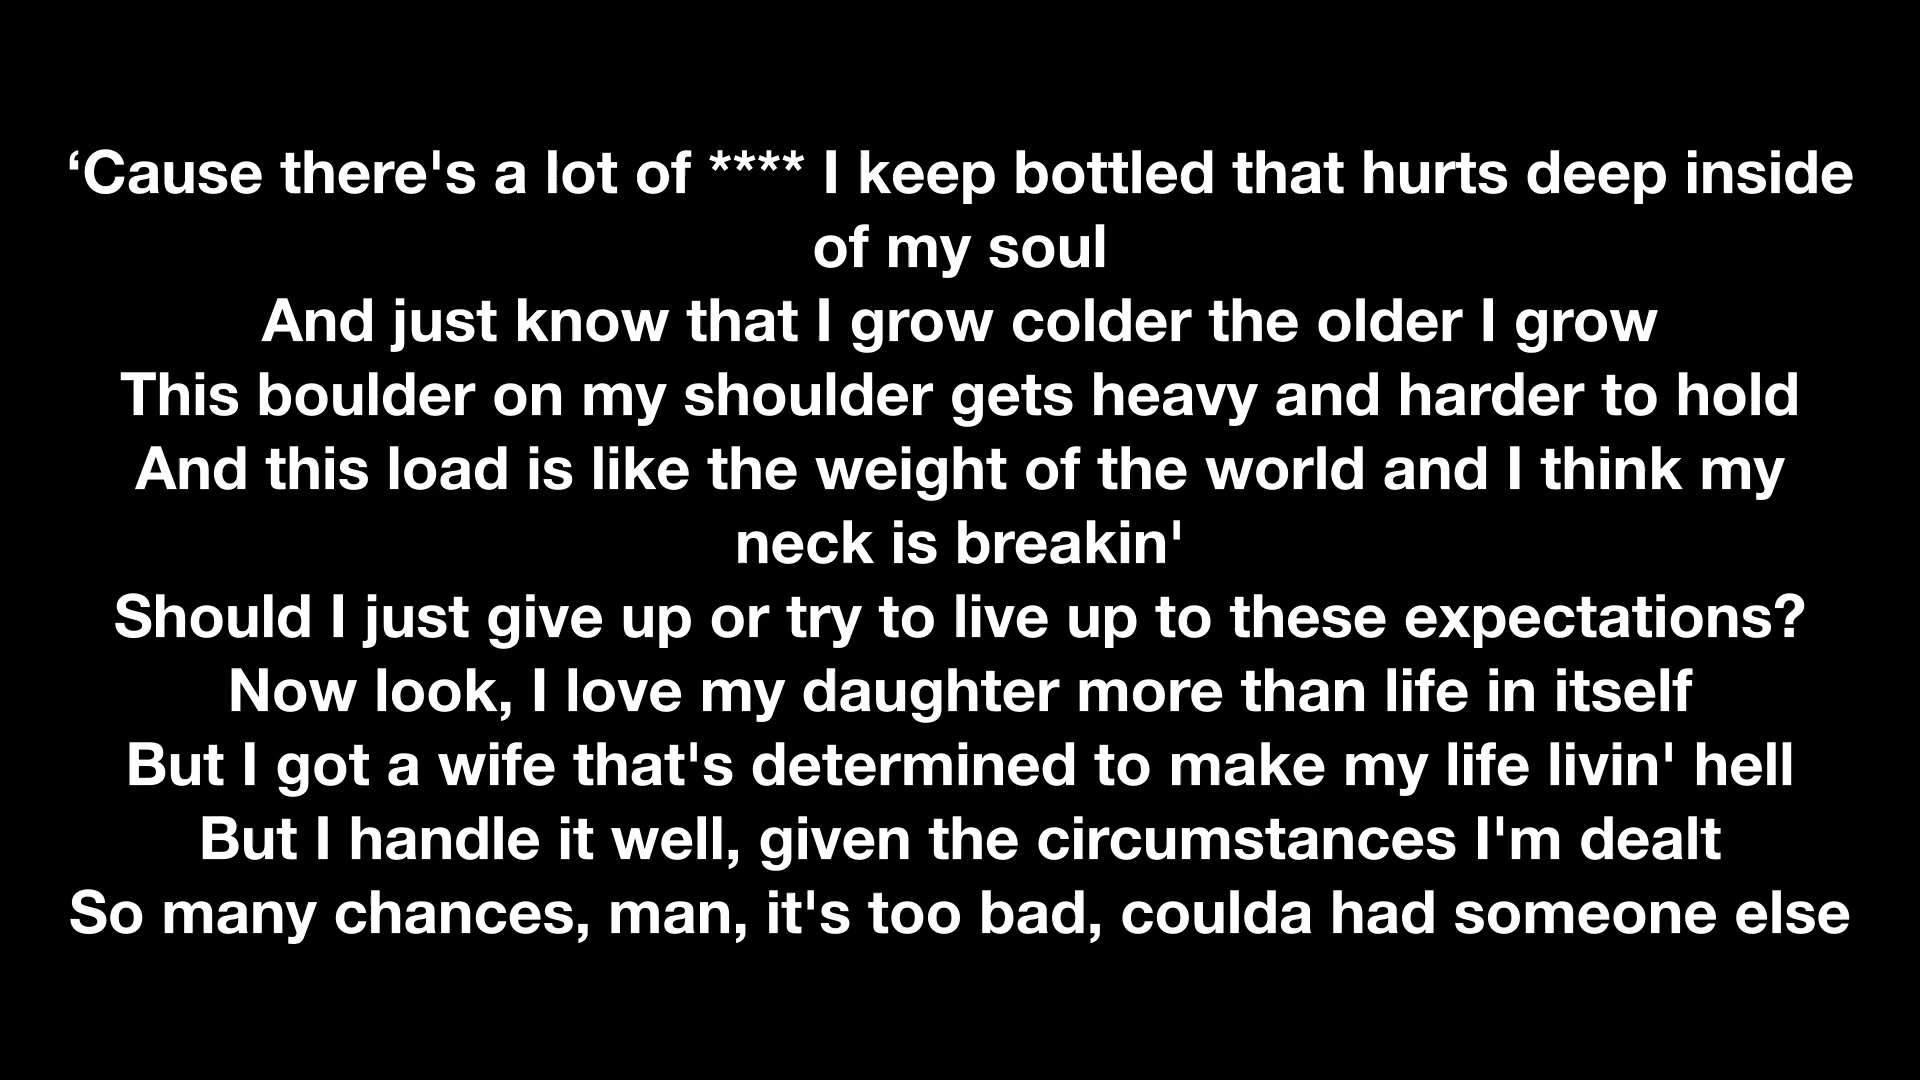 ‘Cause there's a lot of **** I keep bottled that hurts deep inside
of my soul
And just know that I grow colder the older I grow
This boulder on my shoulder gets heavy and harder to hold
And this load is like the weight of the world and I think my
neck is breakin'
Should I just give up or try to live up to these expectations?
Now look, I love my daughter more than life in itself
But I got a wife that's determined to make my life livin' hell
But I handle it well, given the circumstances I'm dealt
So many chances, man, it's too bad, coulda had someone else